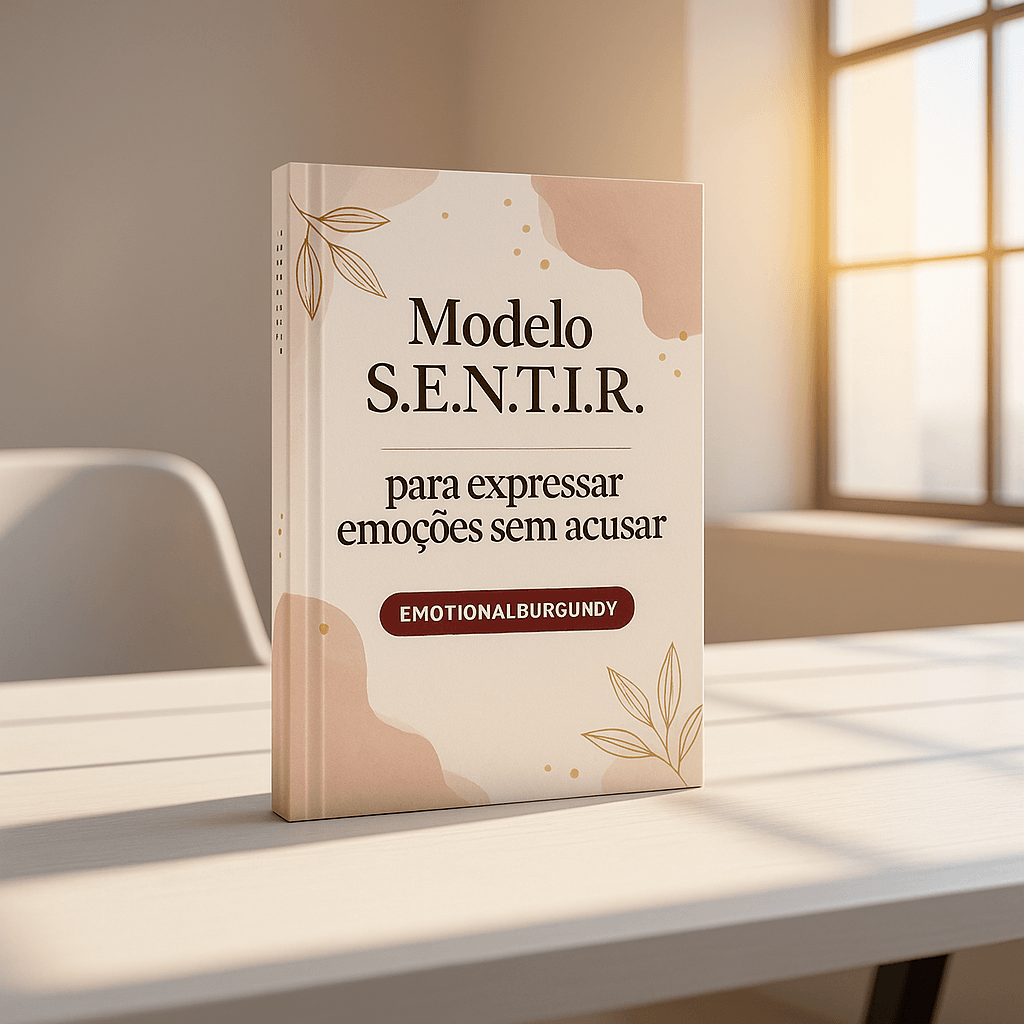 Modelo
S.E.N.T.I.R.
para expressar
emoções sem acusar
EMOTIONALBURGUNDY